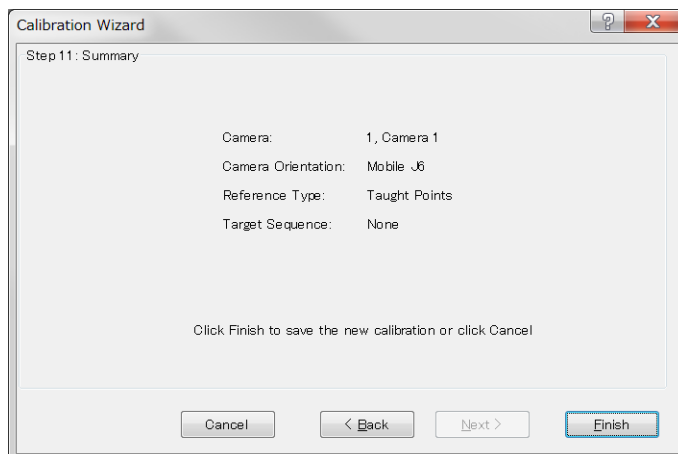 Calibration Wizard
Step 11: Summary
Camera: 1, Camera 1
Camera Orientation: Mobile J6
Reference Type: Taught Points
Target Sequence: None
Click Finish to save the new calibration or click Cancel
Cancel < Back Next > Finish